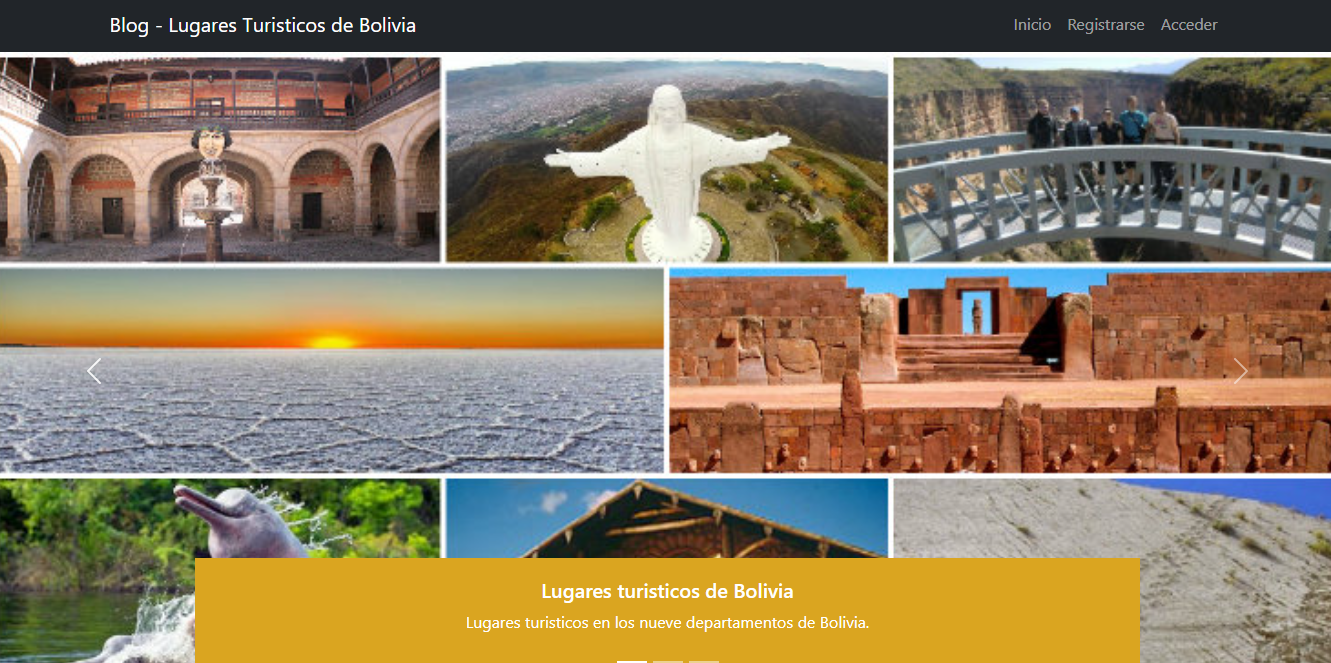 Blog - Lugares Turisticos de Bolivia
Inicio Registrarse Acceder
Lugares turisticos de Bolivia
Lugares turisticos en los nueve departamentos de Bolivia.